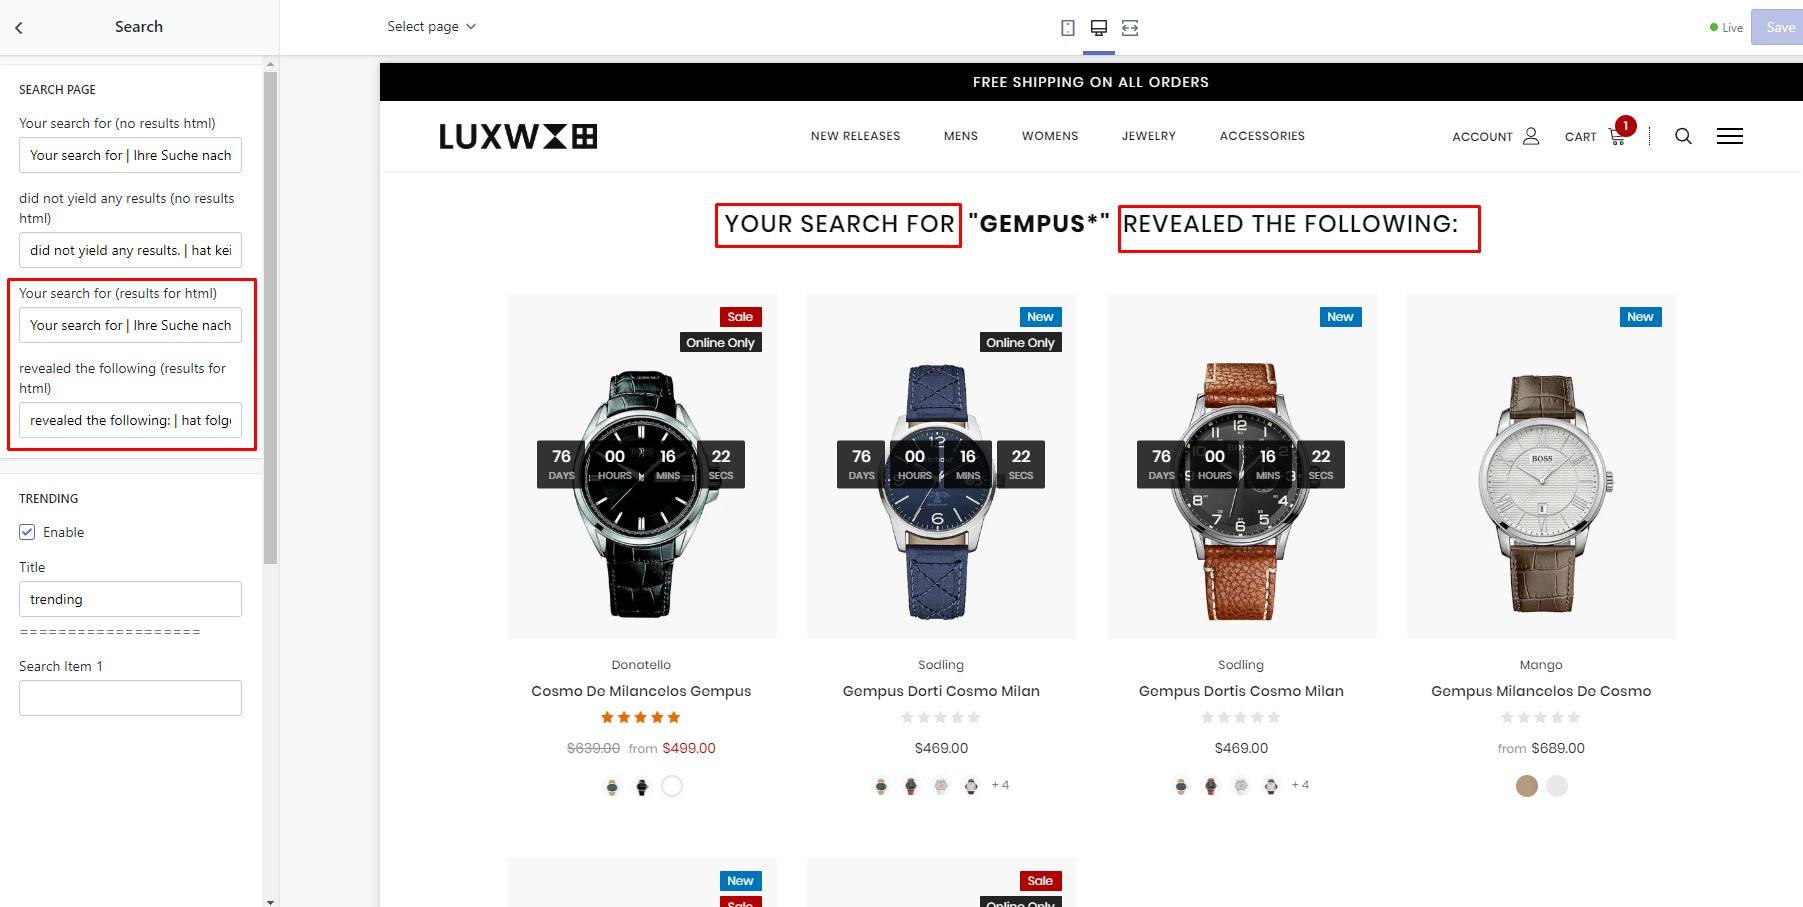 Search
Select page
Live
Save
SEARCH PAGE
Your search for (no results html)
Your search for | Ihre Suche nach
did not yield any results (no results
html)
did not yield any results. | hat kei
Your search for (results for html)
Your search for | Ihre Suche nach
revealed the following (results for
html)
revealed the following: | hat folg
TRENDING
Enable
Title
trending
===================
Search Item 1
FREE SHIPPING ON ALL ORDERS
LUXW
NEW RELEASES MENS WOMENS JEWELRY ACCESSORIES
ACCOUNT CART 1
YOUR SEARCH FOR "GEMPUS*" REVEALED THE FOLLOWING:
Sale
Online Only
76 00 16 22
DAYS HOURS MINS SECS
Donatello
Cosmo De Milancelos Gempus
$639.00 from $499.00
New
Online Only
12
6
76 00 16 22
DAYS HOURS MINS SECS
Sodling
Gempus Dorti Cosmo Milan
$469.00
+ 4
New
76 00 16 22
DAYS HOURS MINS SECS
Sodling
Gempus Dortis Cosmo Milan
$469.00
+ 4
New
BOSS
Mango
Gempus Milancelos De Cosmo
from $689.00
New
Sale
Sale
Online Only